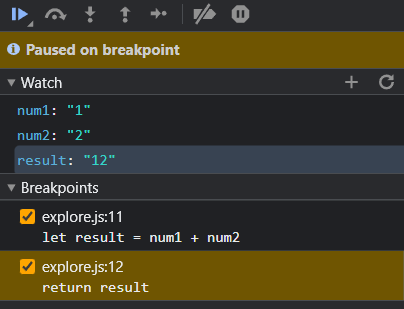 Paused on breakpoint
Watch
num1: "1"
num2: "2"
result: "12"
Breakpoints
explore.js:11
let result = num1 + num2
explore.js:12
return result